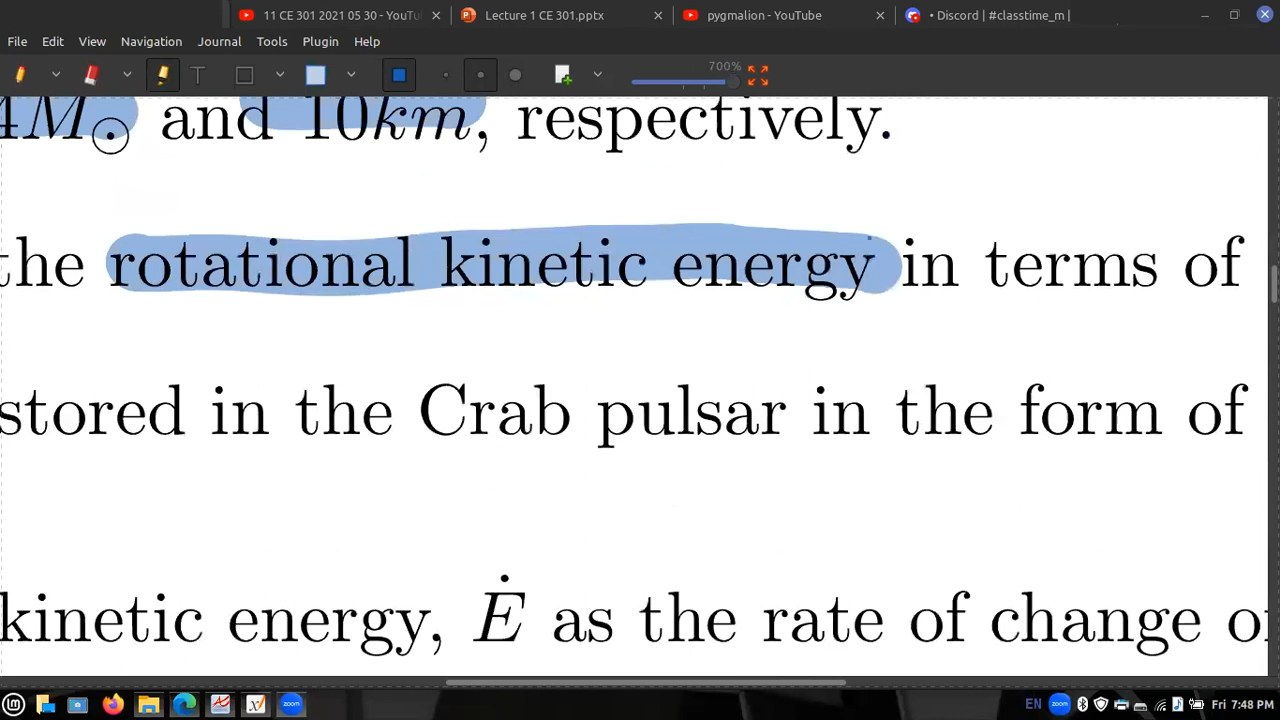 11 CE 301 2021 05 30 - YouTu
Lecture 1 CE 301.pptx
pygmalion - YouTube
• Discord | #classtime_m |
File Edit View Navigation Journal Tools Plugin Help
700%
4M⊙ and 10km, respectively.
the rotational kinetic energy in terms of
stored in the Crab pulsar in the form of
kinetic energy, Ė as the rate of change o
EN
zoom
Fri 7:48 PM